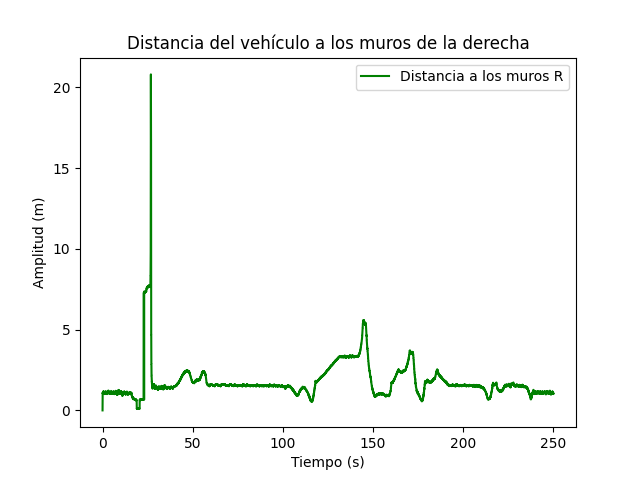 Distancia del vehículo a los muros de la derecha
Distancia a los muros R
20
15
10
5
0
Amplitud (m)
0 50 100 150 200 250
Tiempo (s)